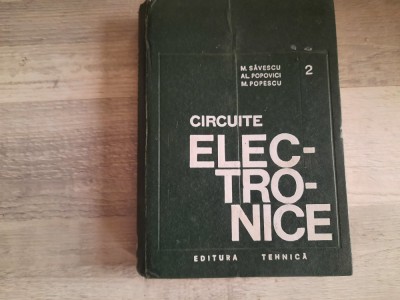 M. SĂVESCU
AL. POPOVICI
M. POPESCU
2
CIRCUITE
ELEC-
TRO-
NICE
EDITURA TEHNICĂ